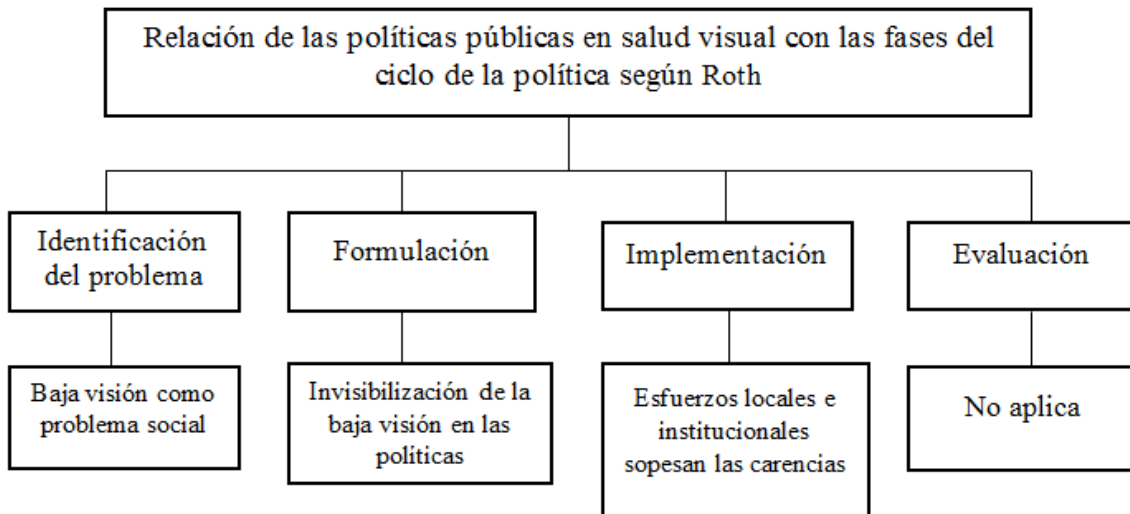 Relación de las políticas públicas en salud visual con las fases del
ciclo de la política según Roth
Identificación
del problema
Formulación
Implementación
Evaluación
Baja visión como
problema social
Invisibilización de la
baja visión en las
políticas
Esfuerzos locales e
institucionales
sopesan las carencias
No aplica